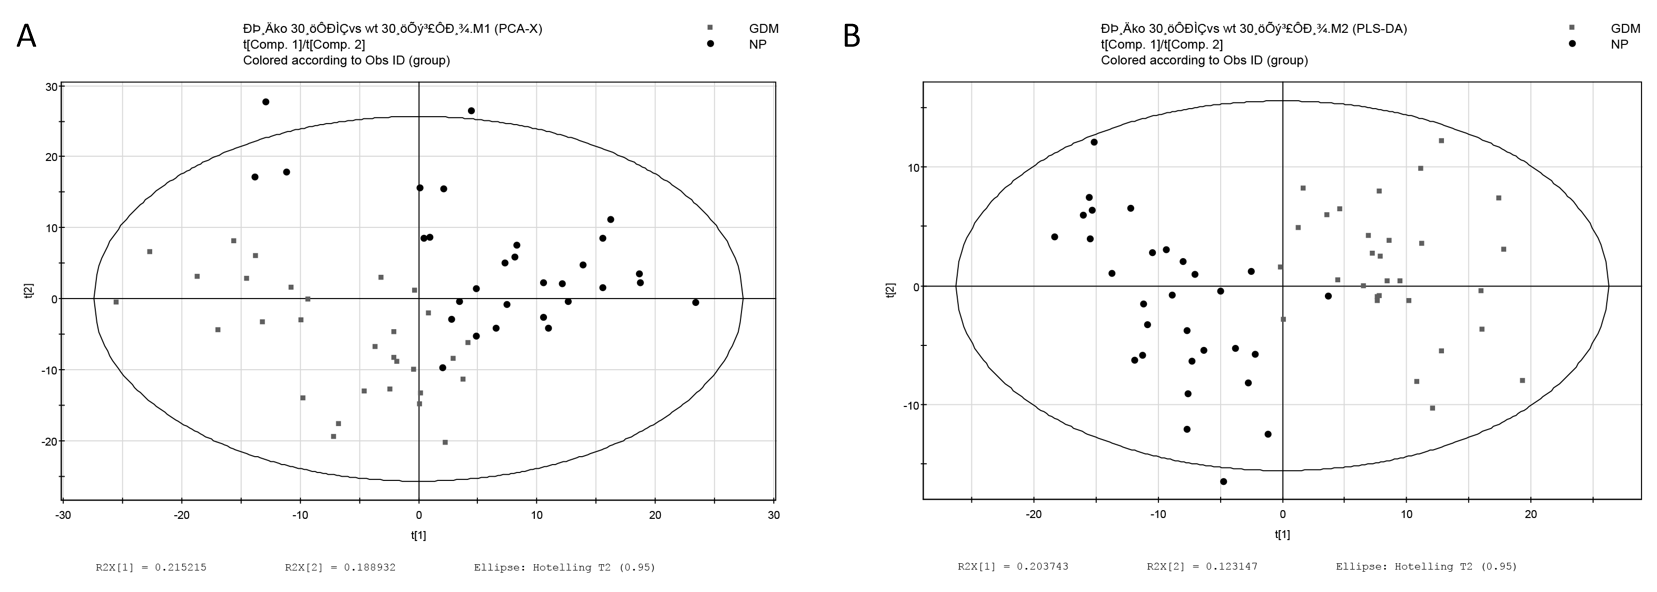 A
ÐÞ¸Äko 30¸öÔÐÌÇvs wt 30¸öÕý³£ÔÐ¸¾.M1 (PCA-X)
t[Comp. 1]/t[Comp. 2]
Colored according to Obs ID (group)
GDM
NP
30
20
10
0
-10
-20
t[2]
-30
-20
-10
0
10
20
30
t[1]
R2X[1] = 0.215215
R2X[2] = 0.188932
Ellipse: Hotelling T2 (0.95)
B
ÐÞ¸Äko 30¸öÔÐÌÇvs wt 30¸öÕý³£ÔÐ¸¾.M2 (PLS-DA)
t[Comp. 1]/t[Comp. 2]
Colored according to Obs ID (group)
GDM
NP
10
0
-10
t[2]
-20
-10
0
10
20
t[1]
R2X[1] = 0.203743
R2X[2] = 0.123147
Ellipse: Hotelling T2 (0.95)